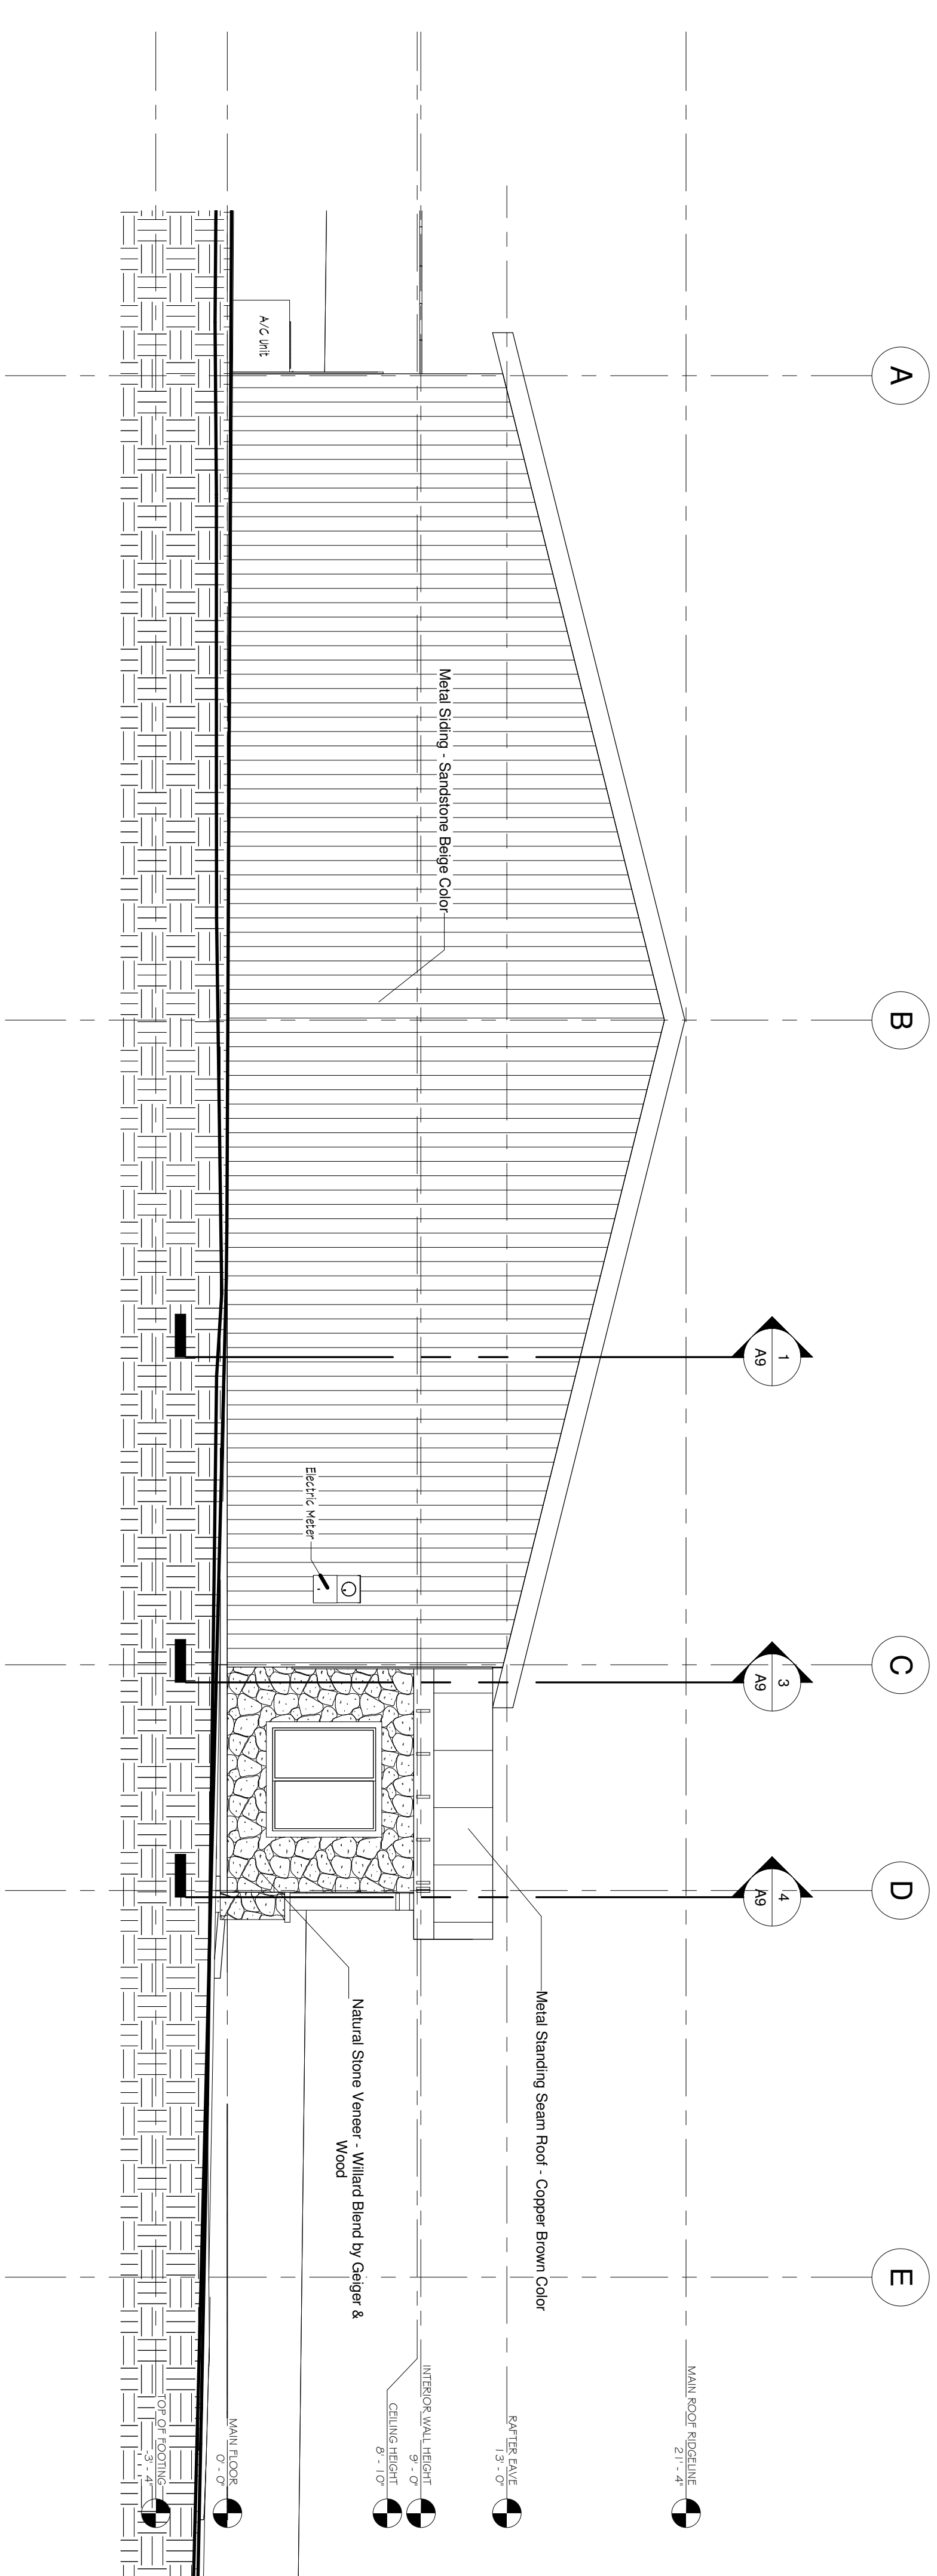 A
B
C
D
E
1
A9
3
A9
4
A9
MAIN ROOF RIDGELINE
21' - 4"
RAFTER EAVE
13' - 0"
INTERIOR WALL HEIGHT
9' - 0"
CEILING HEIGHT
8' - 10"
MAIN FLOOR
0' - 0"
TOP OF FOOTING
-3' - 4"
Metal Standing Seam Roof - Copper Brown Color
Metal Siding - Sandstone Beige Color
Natural Stone Veneer - Willard Blend by Geiger &
Wood
Electric Meter
A/C Unit